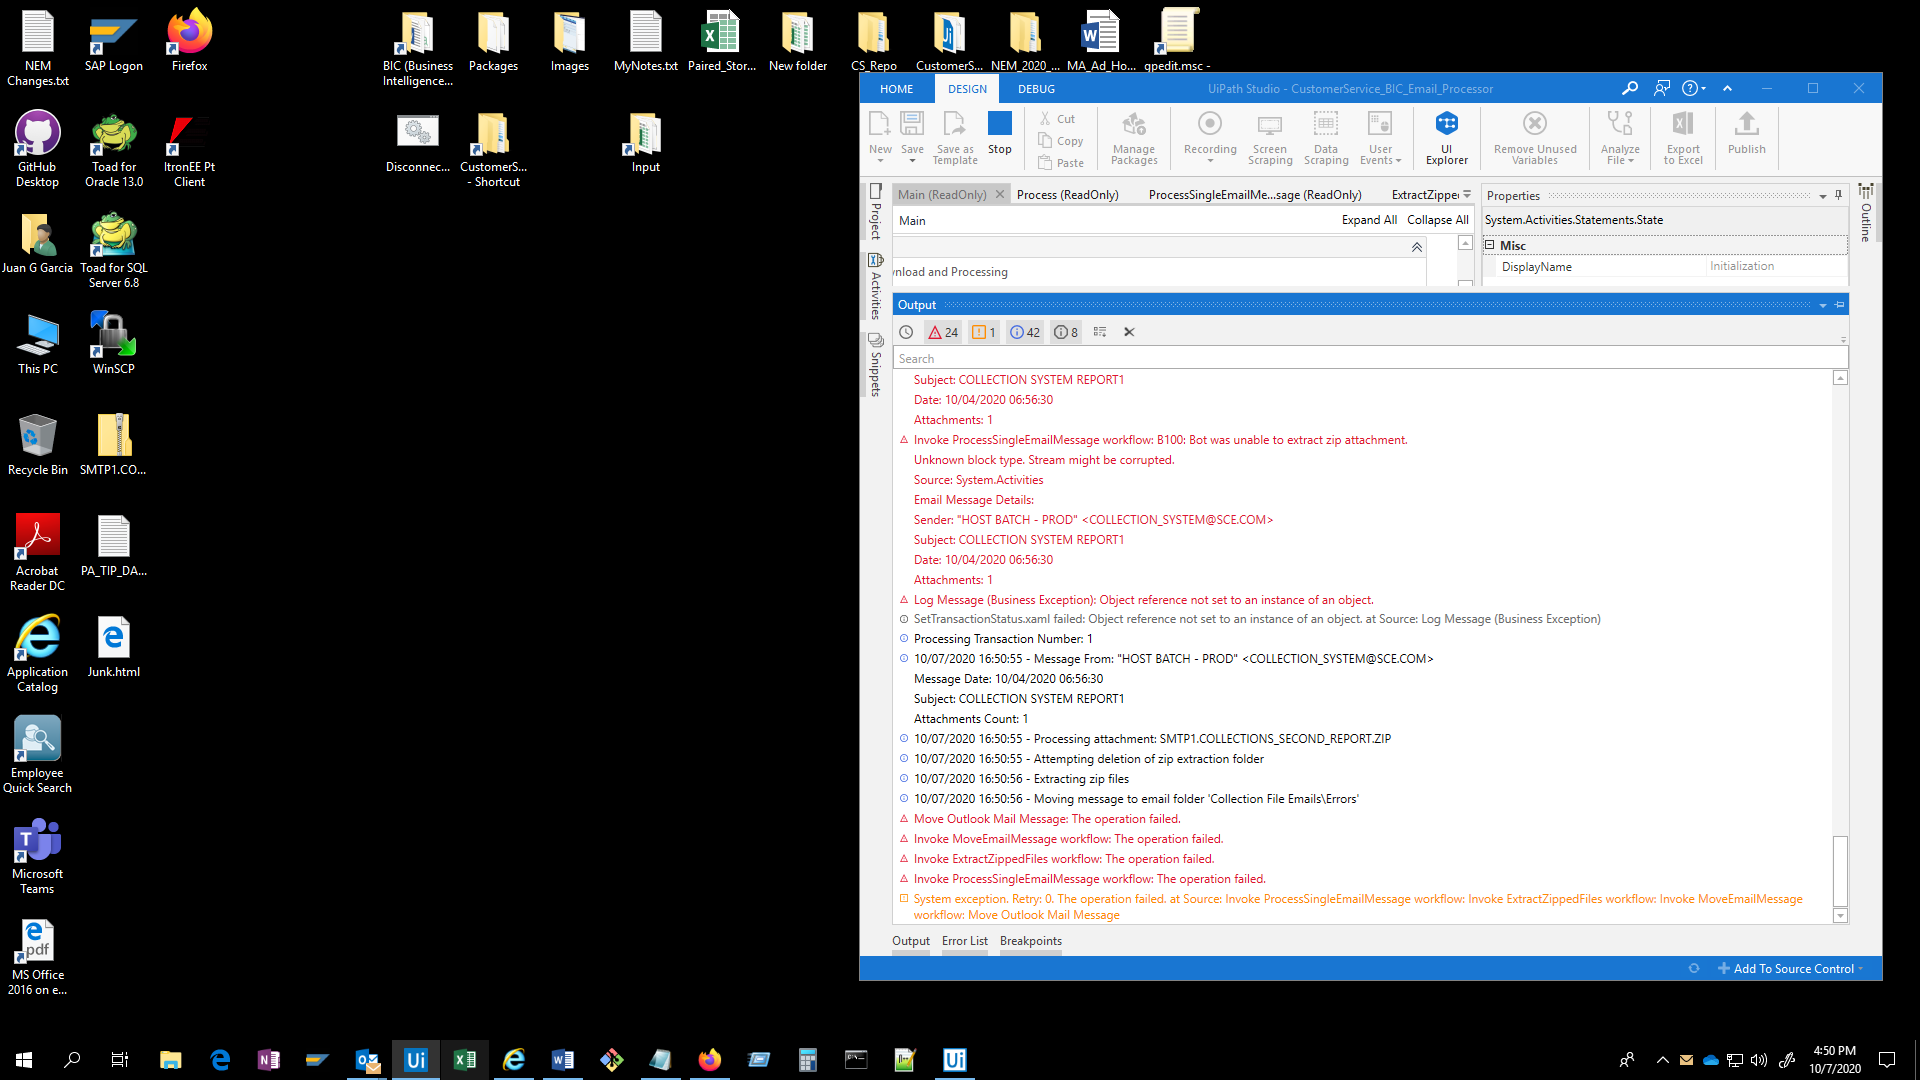 NEM
Changes.txt
SAP Logon
Firefox
BIC (Business
Intelligence...
Packages
Images
MyNotes.txt
Paired_Stor...
New folder
CS_Repo
CustomerS...
NEM_2020_...
MA_Ad_Ho...
gpedit.msc -
GitHub
Desktop
Toad for
Oracle 13.0
ItronEE Pt
Client
Disconnec...
CustomerS...
- Shortcut
Input
Juan G Garcia
Toad for SQL
Server 6.8
This PC
WinSCP
Recycle Bin
SMTP1.CO...
Acrobat
Reader DC
PA_TIP_DA...
Application
Catalog
Junk.html
Employee
Quick Search
Microsoft
Teams
MS Office
2016 on e...
HOME
DESIGN
DEBUG
UiPath Studio - CustomerService_BIC_Email_Processor
New
Save
Save as
Template
Stop
Cut
Copy
Paste
Manage
Packages
Recording
Screen
Scraping
Data
Scraping
User
Events
UI
Explorer
Remove Unused
Variables
Analyze
File
Export
to Excel
Publish
Project
Activities
Snippets
Main (ReadOnly)
Process (ReadOnly)
ProcessSingleEmailMe...sage (ReadOnly)
ExtractZippe
Main
Expand All
Collapse All
nload and Processing
Properties
System.Activities.Statements.State
Misc
DisplayName
Initialization
Outline
Output
24
1
42
8
Search
Subject: COLLECTION SYSTEM REPORT1
Date: 10/04/2020 06:56:30
Attachments: 1
Invoke ProcessSingleEmailMessage workflow: B100: Bot was unable to extract zip attachment.
Unknown block type. Stream might be corrupted.
Source: System.Activities
Email Message Details:
Sender: "HOST BATCH - PROD" <COLLECTION_SYSTEM@SCE.COM>
Subject: COLLECTION SYSTEM REPORT1
Date: 10/04/2020 06:56:30
Attachments: 1
Log Message (Business Exception): Object reference not set to an instance of an object.
SetTransactionStatus.xaml failed: Object reference not set to an instance of an object. at Source: Log Message (Business Exception)
Processing Transaction Number: 1
10/07/2020 16:50:55 - Message From: "HOST BATCH - PROD" <COLLECTION_SYSTEM@SCE.COM>
Message Date: 10/04/2020 06:56:30
Subject: COLLECTION SYSTEM REPORT1
Attachments Count: 1
10/07/2020 16:50:55 - Processing attachment: SMTP1.COLLECTIONS_SECOND_REPORT.ZIP
10/07/2020 16:50:55 - Attempting deletion of zip extraction folder
10/07/2020 16:50:56 - Extracting zip files
10/07/2020 16:50:56 - Moving message to email folder 'Collection File Emails\Errors'
Move Outlook Mail Message: The operation failed.
Invoke MoveEmailMessage workflow: The operation failed.
Invoke ExtractZippedFiles workflow: The operation failed.
Invoke ProcessSingleEmailMessage workflow: The operation failed.
System exception. Retry: 0. The operation failed. at Source: Invoke ProcessSingleEmailMessage workflow: Invoke ExtractZippedFiles workflow: Invoke MoveEmailMessage
workflow: Move Outlook Mail Message
Output
Error List
Breakpoints
Add To Source Control
4:50 PM
10/7/2020